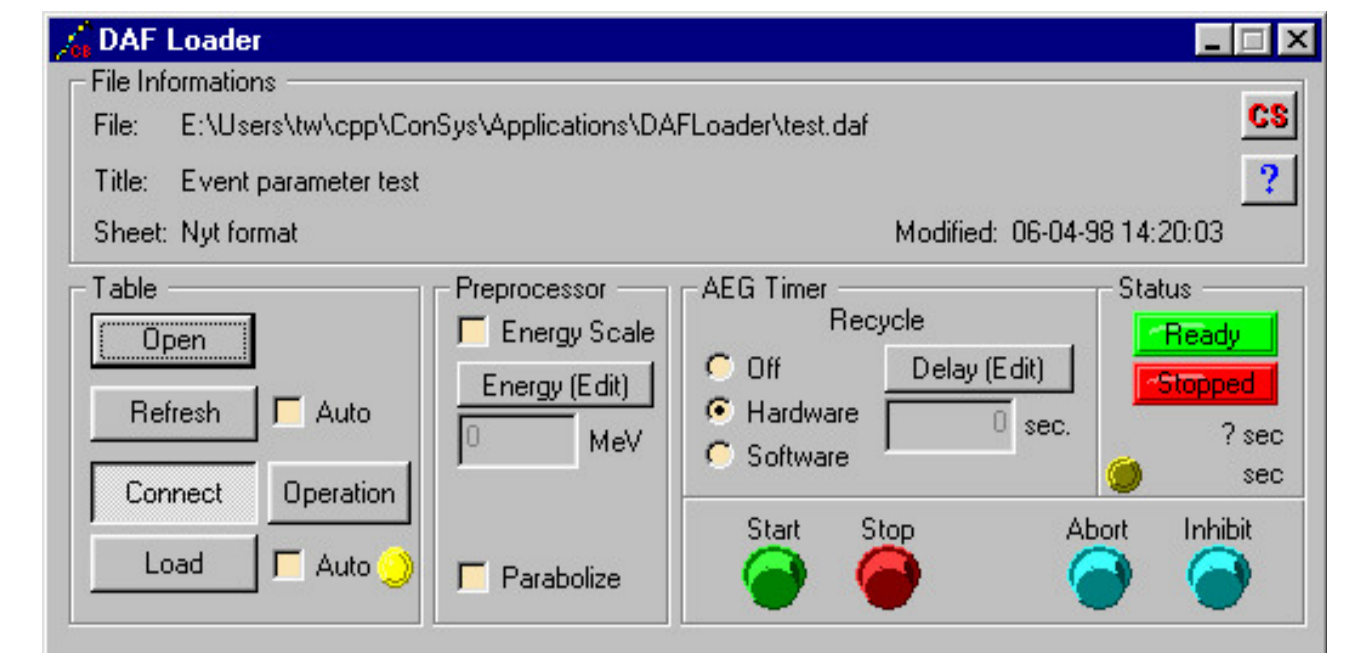 DAF Loader
File Informations
File: E:\Users\tw\cpp\ConSys\Applications\DAFLoader\test.daf
CS
Title: Event parameter test
?
Sheet: Nyt format
Modified: 06-04-98 14:20:03
Table
Open
Refresh
Auto
Connect
Operation
Load
Auto
Preprocessor
Energy Scale
Energy (Edit)
0 MeV
Parabolize
AEG Timer
Recycle
Off
Hardware
Software
Delay (Edit)
0 sec.
Status
Ready
Stopped
? sec
sec
Start
Stop
Abort
Inhibit